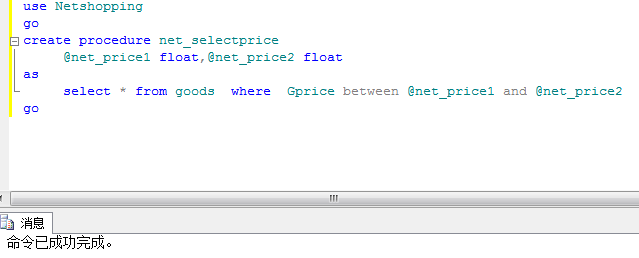 use Netshopping
go
create procedure net_selectprice
@net_price1 float,@net_price2 float
as
select * from goods  where  Gprice between @net_price1 and @net_price2
go
消息
命令已成功完成。